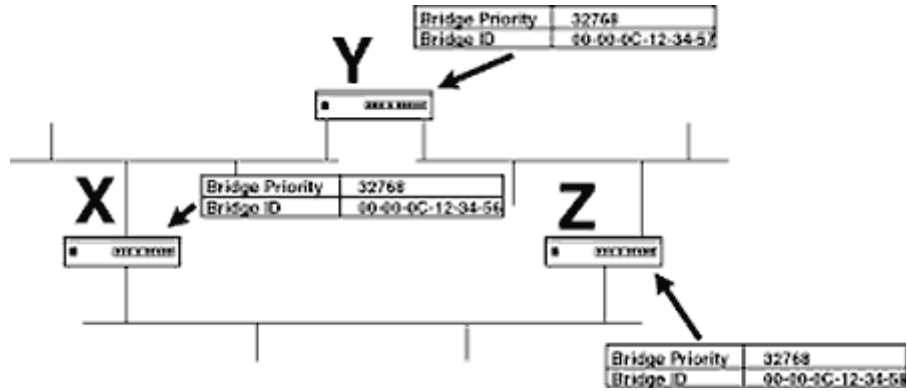 Bridge Priority 32768
Bridge ID 00-00-0C-12-34-57
Y
X
Bridge Priority 32768
Bridge ID 00-00-0C-12-34-56
Z
Bridge Priority 32768
Bridge ID 00-00-0C-12-34-58